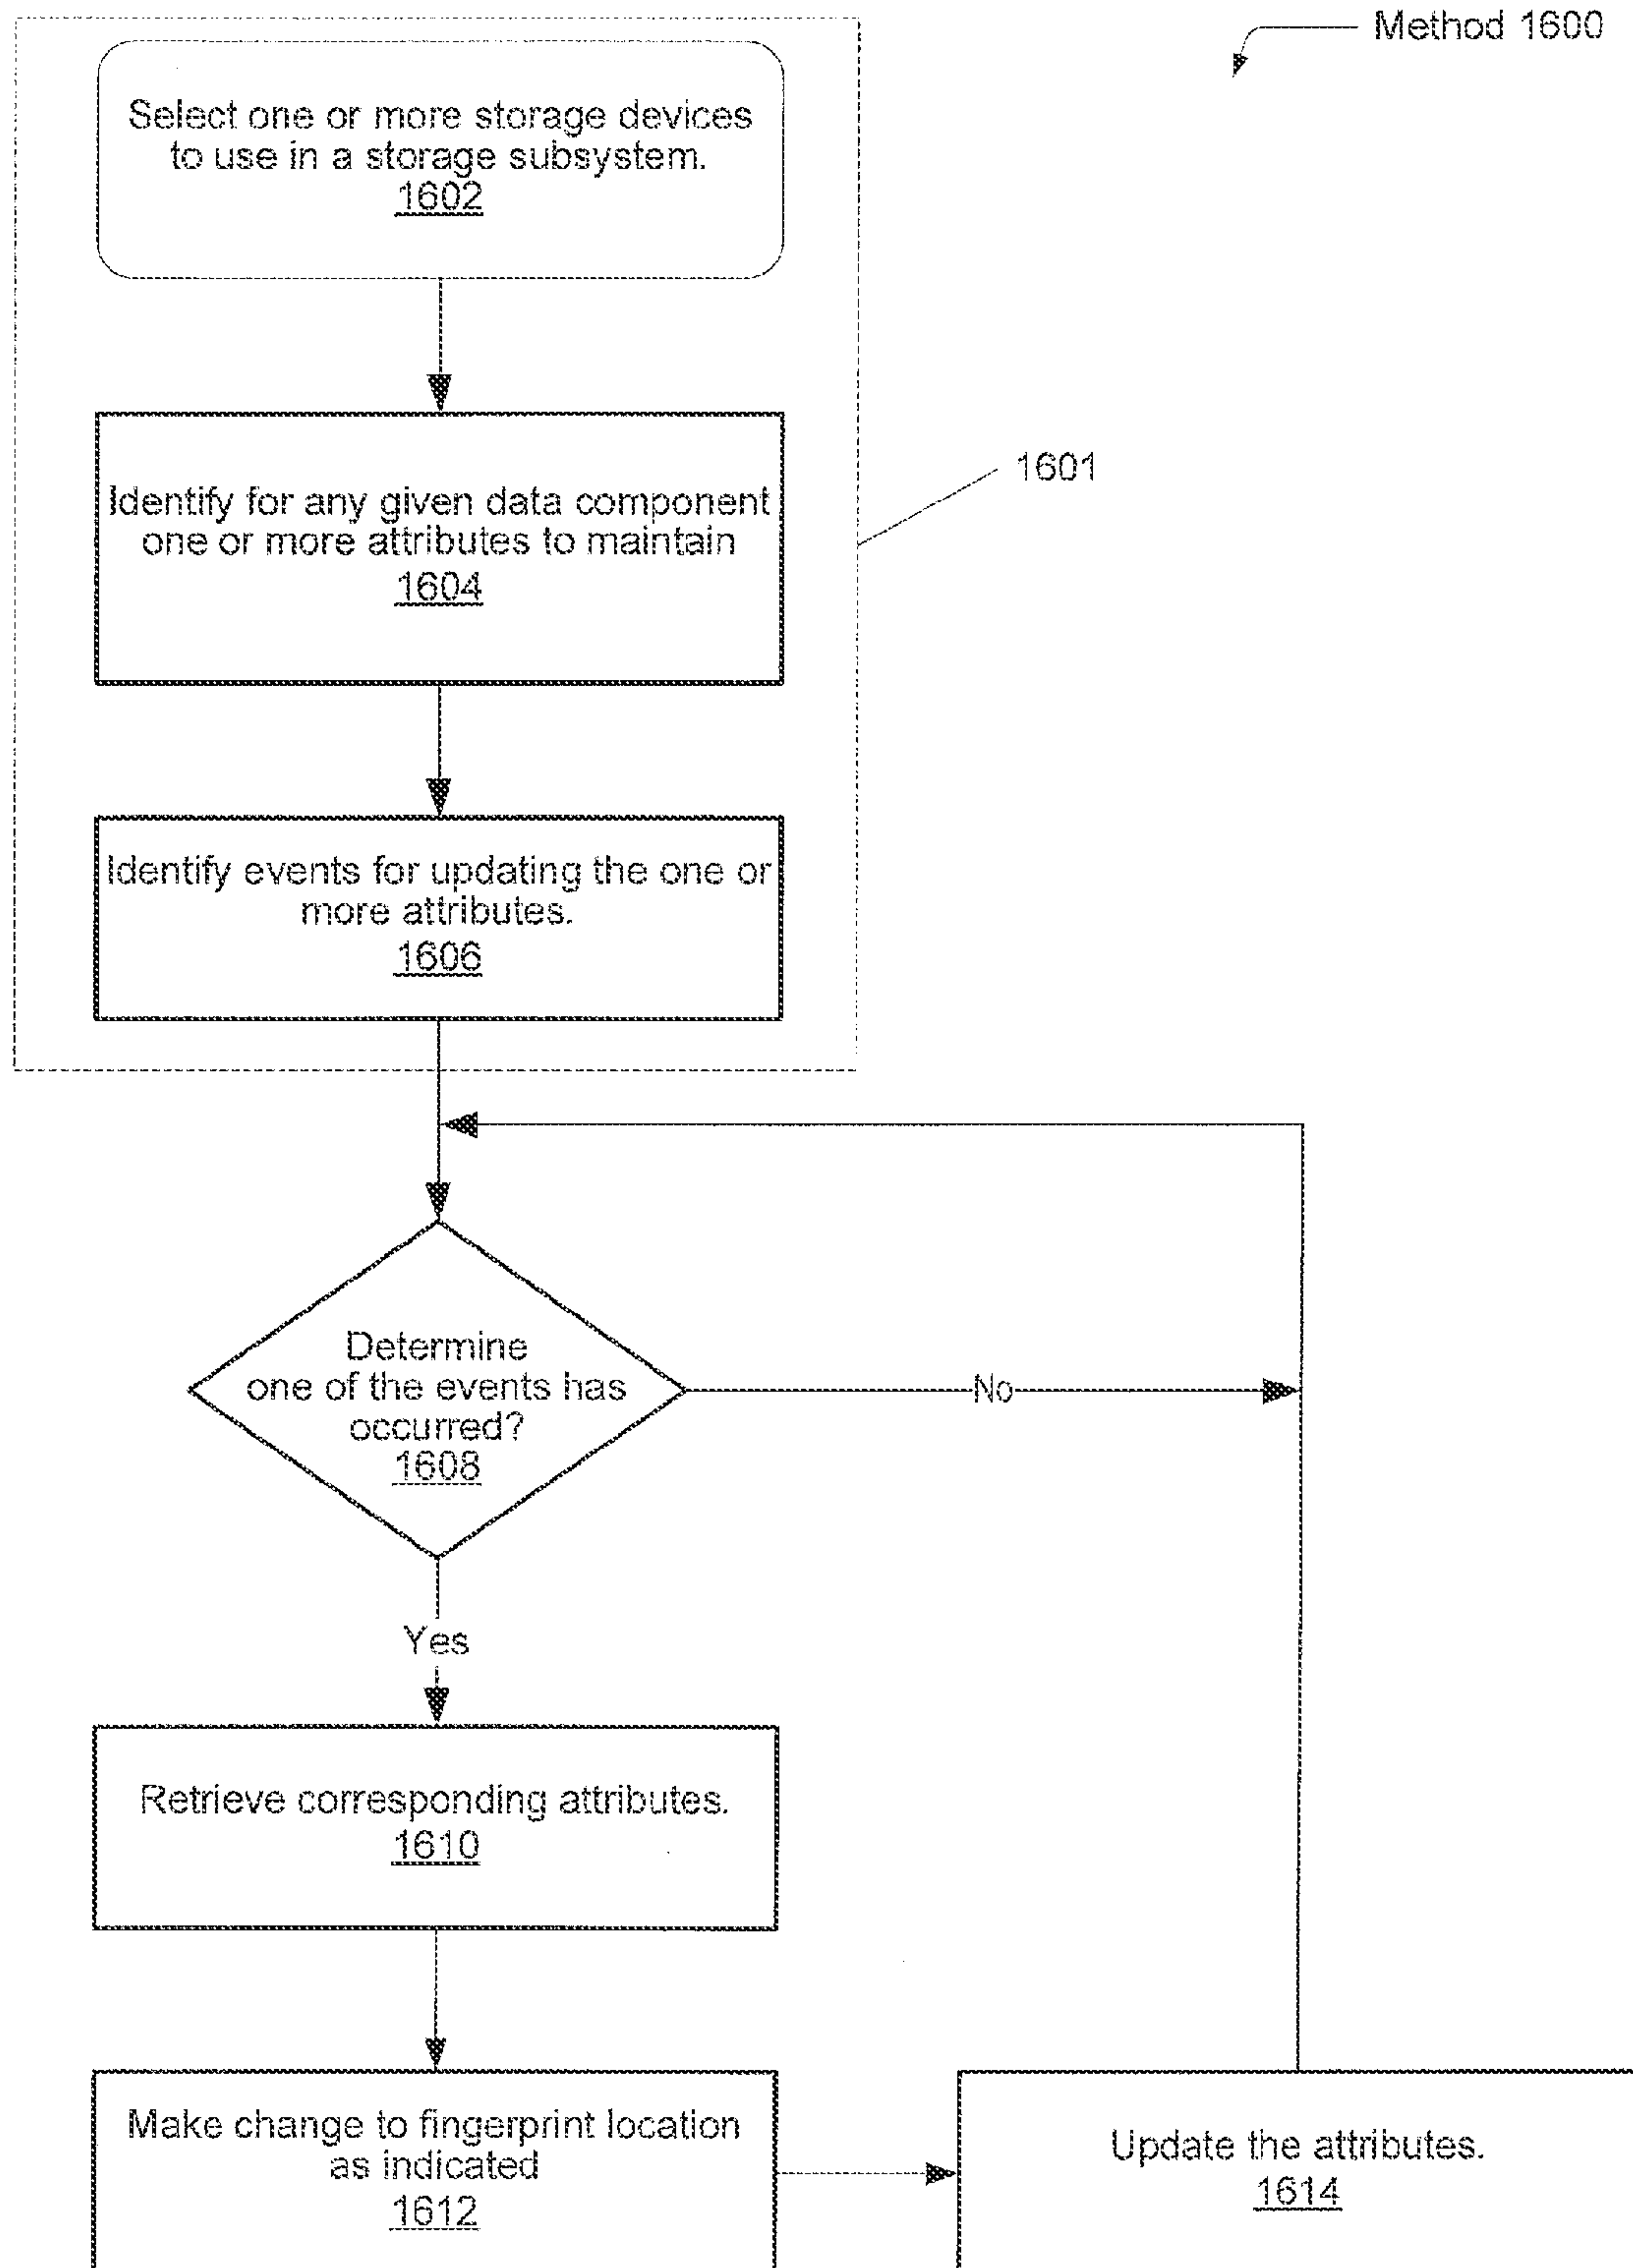 Method 1600
Select one or more storage devices
to use in a storage subsystem.
1602
Identify for any given data component
one or more attributes to maintain
1604
1601
Identify events for updating the one or
more attributes.
1606
Determine
one of the events has
occurred?
1608
No
Yes
Retrieve corresponding attributes.
1610
Make change to fingerprint location
as indicated
1612
Update the attributes.
1614